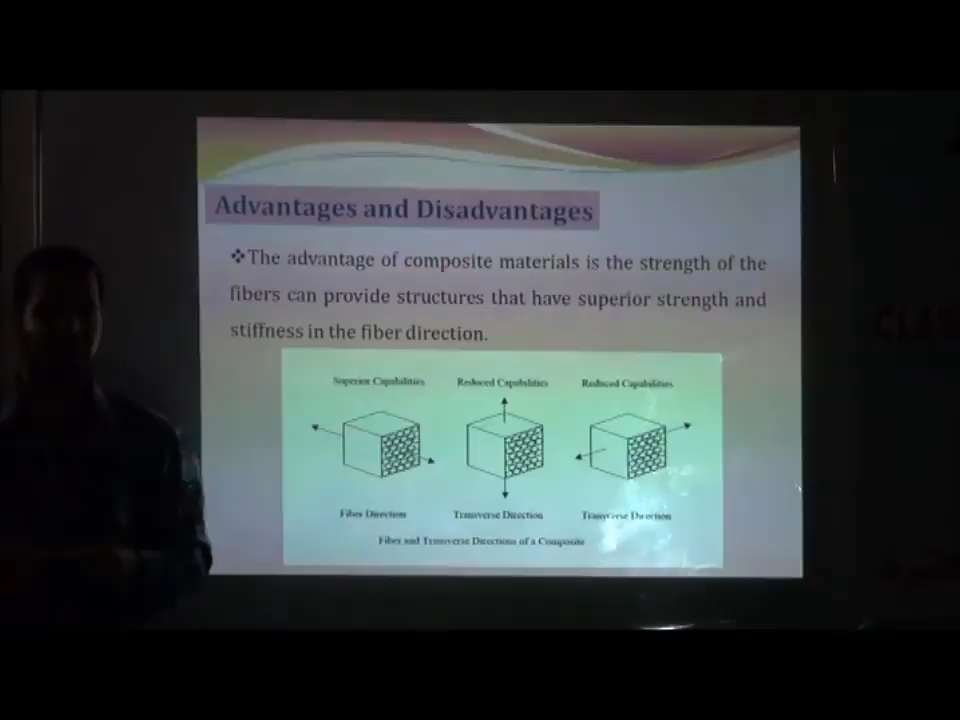 Advantages and Disadvantages
❖The advantage of composite materials is the strength of the
fibers can provide structures that have superior strength and
stiffness in the fiber direction.
Superior Capabilities Reduced Capabilities Reduced Capabilities
Fiber Direction Transverse Direction Transverse Direction
Fiber and Transverse Directions of a Composite